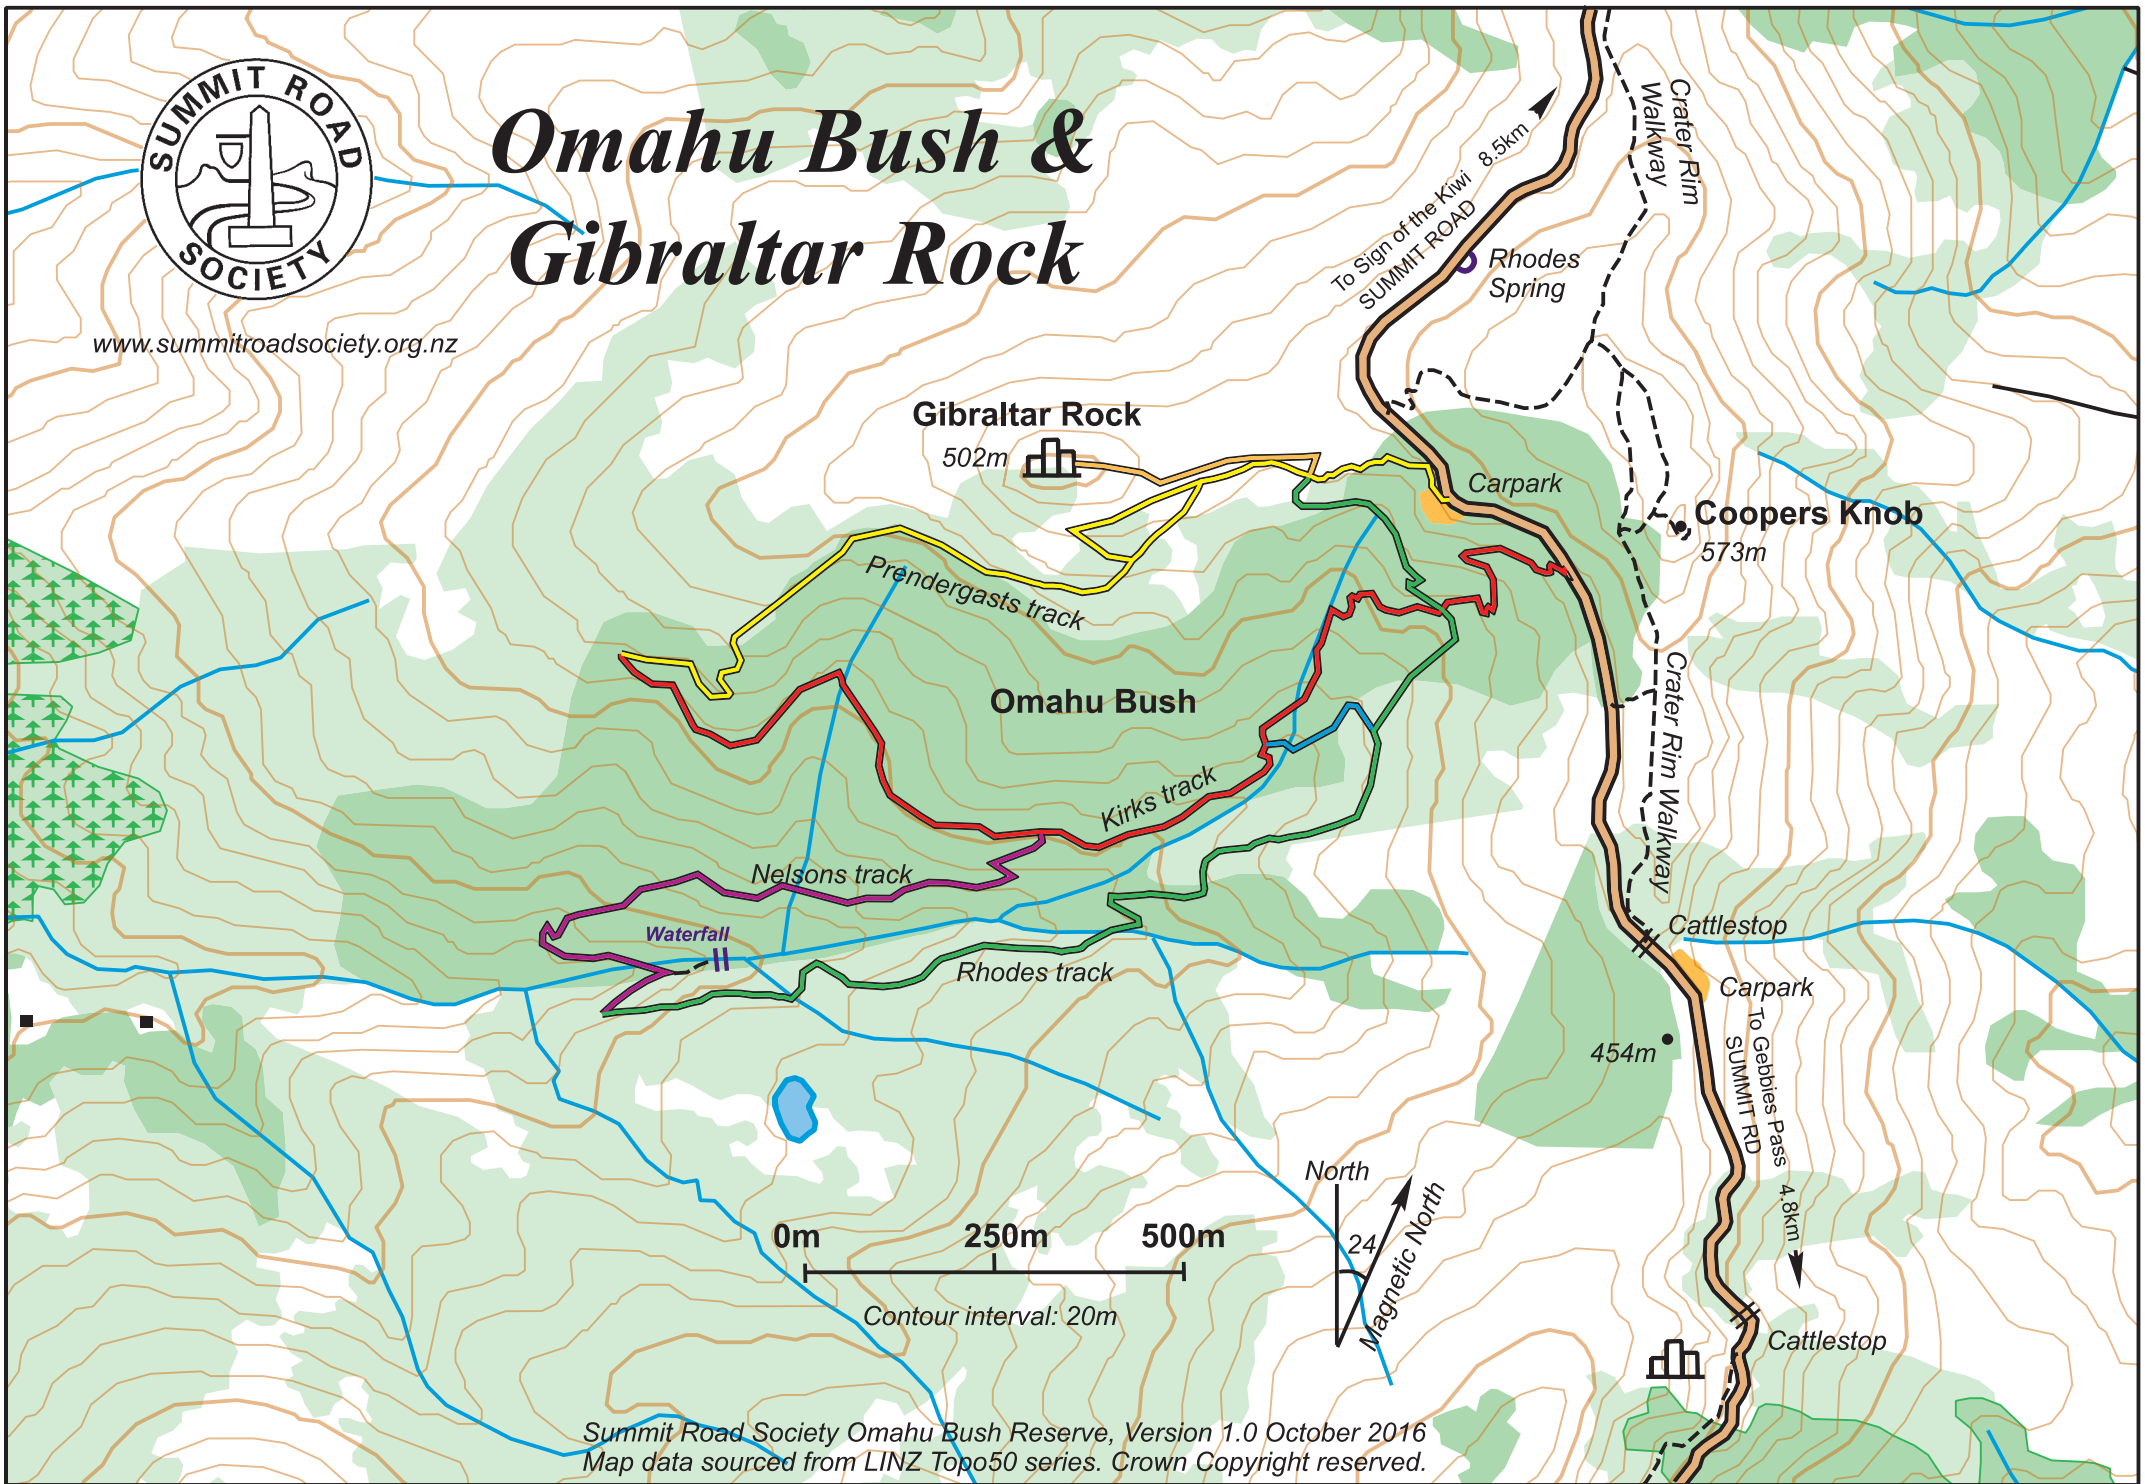 SUMMIT ROAD
SOCIETY
Omahu Bush &
Gibraltar Rock
www.summitroadsociety.org.nz
Crater Rim
Walkway
To Sign of the Kiwi 8.5km
SUMMIT ROAD
Rhodes
Spring
Gibraltar Rock
502m
Carpark
Coopers Knob
573m
Prendergasts track
Omahu Bush
Crater Rim Walkway
Kirks track
Nelsons track
Waterfall
Rhodes track
Cattlestop
Carpark
454m
To Gebbies Pass 4.8km
SUMMIT RD
North
24
Magnetic North
0m 250m 500m
Contour interval: 20m
Cattlestop
Summit Road Society Omahu Bush Reserve, Version 1.0 October 2016
Map data sourced from LINZ Topo50 series. Crown Copyright reserved.